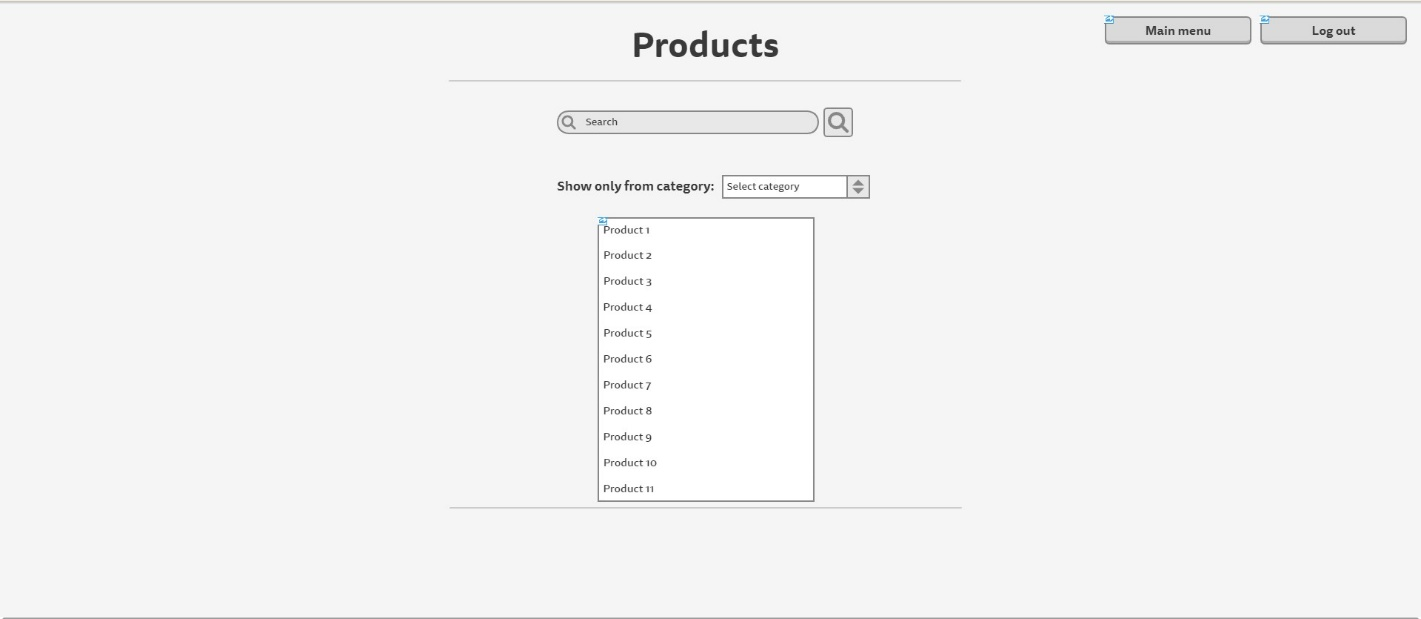 Products
Main menu
Log out
Search
Show only from category:
Select category
Product 1
Product 2
Product 3
Product 4
Product 5
Product 6
Product 7
Product 8
Product 9
Product 10
Product 11